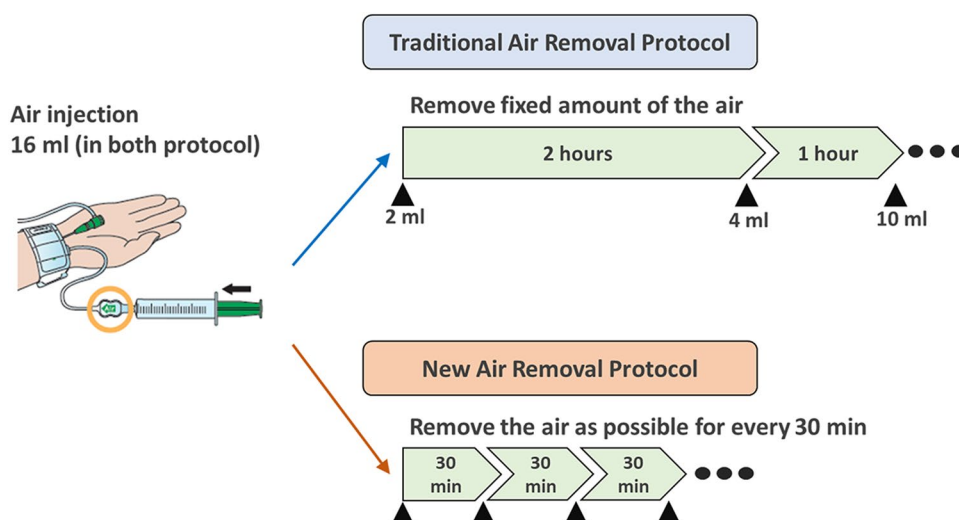 Traditional Air Removal Protocol
Air injection
16 ml (in both protocol)
Remove fixed amount of the air
2 hours
1 hour
2 ml
4 ml
10 ml
New Air Removal Protocol
Remove the air as possible for every 30 min
30
min
30
min
30
min